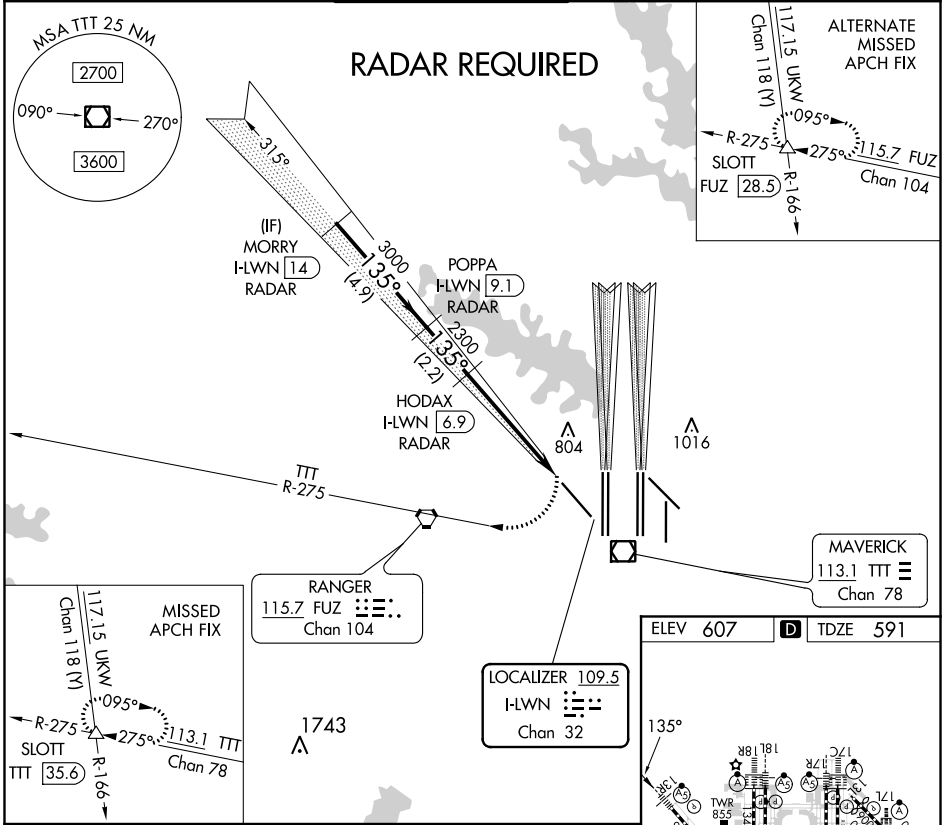 MSA TTT 25 NM
2700
090°
270°
3600
RADAR REQUIRED
315°
(IF)
MORRY
I-LWN 14
RADAR
3000
135°
(4.9)
POPPA
I-LWN 9.1
RADAR
2300
135°
(2.2)
HODAX
I-LWN 6.9
RADAR
804
1016
TTT
R-275
RANGER
115.7 FUZ
Chan 104
MAVERICK
113.1 TTT
Chan 78
LOCALIZER 109.5
I-LWN
Chan 32
1743
ALTERNATE
MISSED
APCH FIX
117.15 UKW
Chan 118 (Y)
095°
R-275
275°
115.7 FUZ
Chan 104
SLOTT
FUZ 28.5
R-166
MISSED
APCH FIX
117.15 UKW
Chan 118 (Y)
095°
R-275
275°
113.1 TTT
Chan 78
SLOTT
TTT 35.6
R-166
ELEV 607
D
TDZE 591
135°
18R
18L
17R
17C
17L
13R
A
A5
A5
A
A5
TWR
855
P
P
P
P